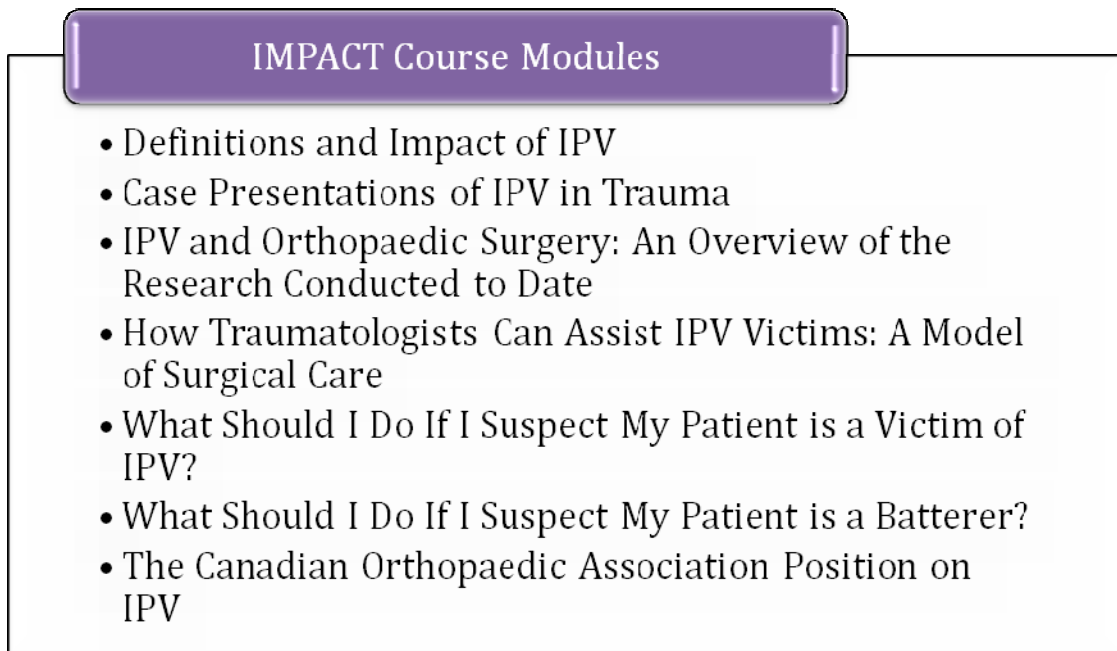 IMPACT Course Modules
• Definitions and Impact of IPV
• Case Presentations of IPV in Trauma
• IPV and Orthopaedic Surgery: An Overview of the
Research Conducted to Date
• How Traumatologists Can Assist IPV Victims: A Model
of Surgical Care
• What Should I Do If I Suspect My Patient is a Victim of
IPV?
• What Should I Do If I Suspect My Patient is a Batterer?
• The Canadian Orthopaedic Association Position on
IPV